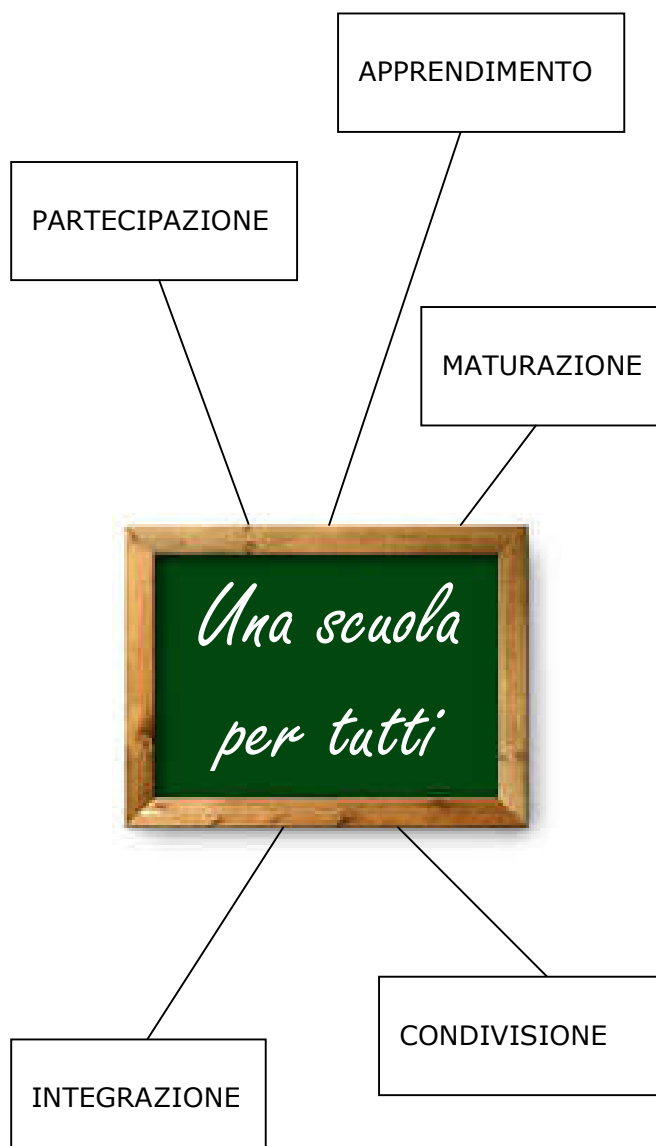 APPRENDIMENTO
PARTECIPAZIONE
MATURAZIONE
Una scuola
per tutti
CONDIVISIONE
INTEGRAZIONE